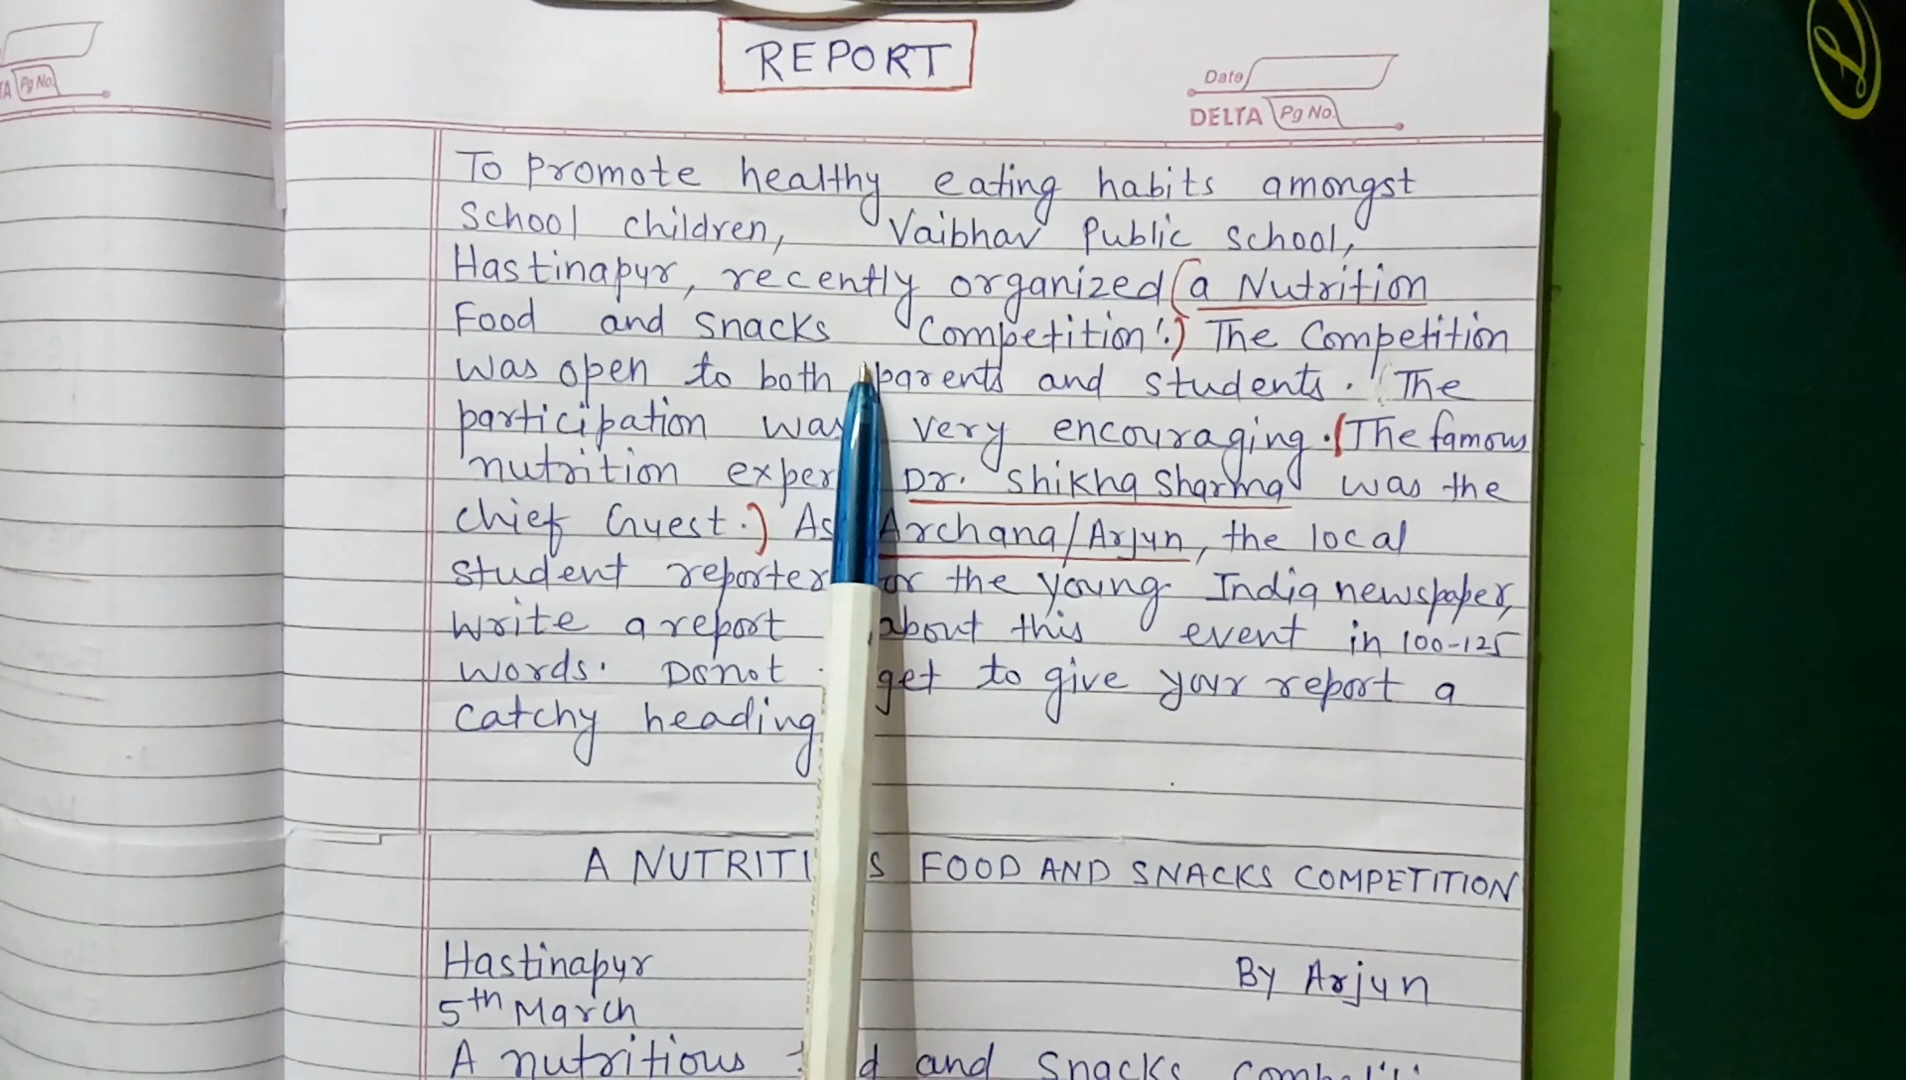 REPORT
Date
DELTA Pg No.
TA Pg No.
To promote healthy eating habits amongst
School children, Vaibhav Public School,
Hastinapur, recently organized (a Nutrition
Food and Snacks Competition'.) The Competition
was open to both parents and students. The
participation was very encouraging. (The famous
nutrition exper Dr. Shikha Sharma was the
chief Guest.) As Archana/Arjun, the local
student reporter or the young India newspaper,
write a report about this event in 100-125
words. Donot get to give your report a
catchy heading
A NUTRITI S FOOD AND SNACKS COMPETITION
Hastinapur
By Arjun
5th March
A nutritious d and Snacks